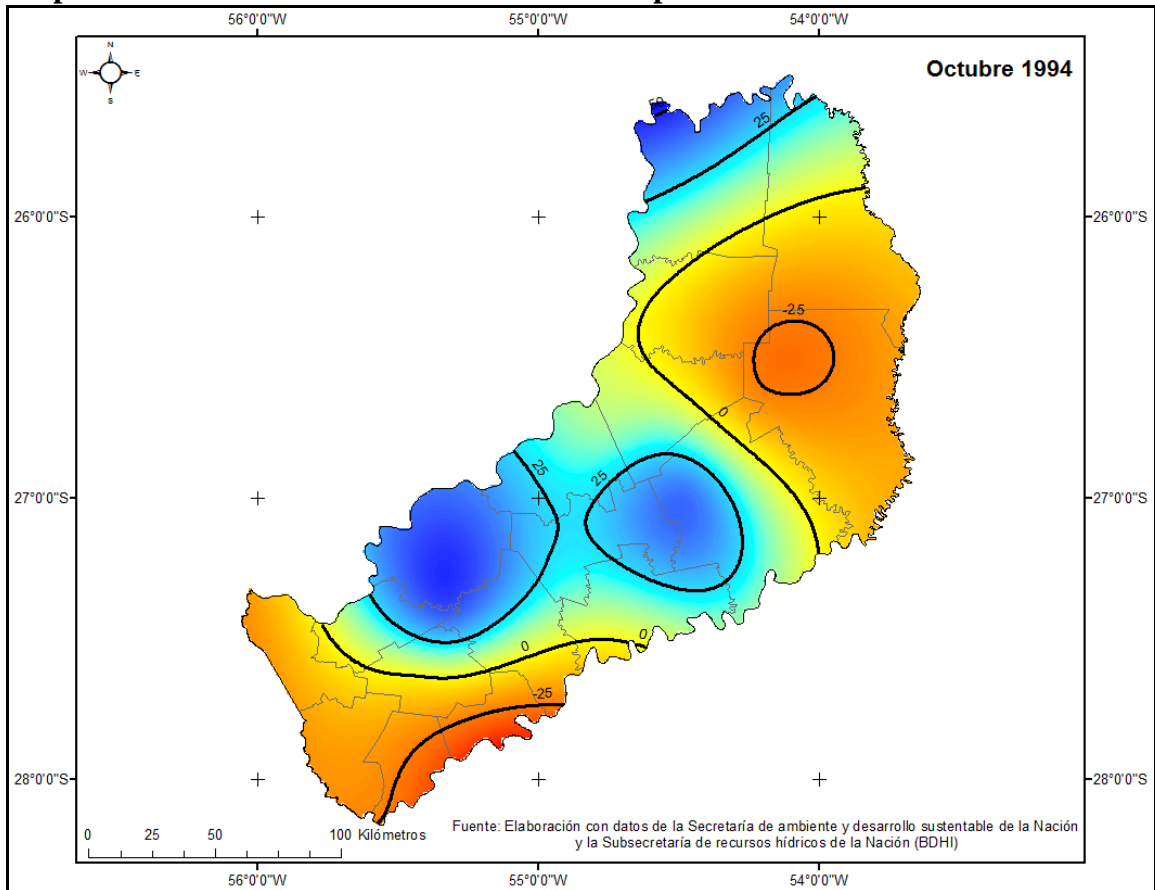 56°0'0"W 55°0'0"W 54°0'0"W
N
W E
S
Octubre 1994
50
25
26°0'0"S 26°0'0"S
-25
0
25
25
27°0'0"S 27°0'0"S
0
0
-25
28°0'0"S 28°0'0"S
0 25 50 100 Kilómetros
Fuente: Elaboración con datos de la Secretaría de ambiente y desarrollo sustentable de la Nación
y la Subsecretaría de recursos hídricos de la Nación (BDHI)
56°0'0"W 55°0'0"W 54°0'0"W